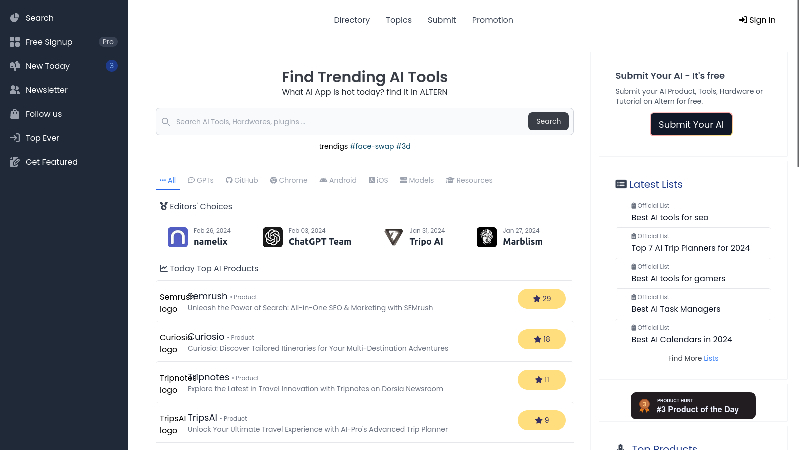 Search
Free Signup Pro
New Today 3
Newsletter
Follow us
Top Ever
Get Featured
Directory Topics Submit Promotion
Sign In
Find Trending AI Tools
What AI App is hot today? find it in ALTERN
Search AI Tools, Hardwares, plugins ... Search
trendigs #face-swap #3d
All GPTs GitHub Chrome Android iOS Models Resources
Editors' Choices
Feb 26, 2024
namelix
Feb 03, 2024
ChatGPT Team
Jan 31, 2024
Tripo AI
Jan 27, 2024
Marblism
Today Top AI Products
Semrush logo
Semrush • Product
Unleash the Power of Search: All-in-One SEO & Marketing with SEMrush
29
Curiosio logo
Curiosio • Product
Curiosio: Discover Tailored Itineraries for Your Multi-Destination Adventures
18
Tripnotes logo
Tripnotes • Product
Explore the Latest in Travel Innovation with Tripnotes on Dorsia Newsroom
11
TripsAI logo
TripsAI • Product
Unlock Your Ultimate Travel Experience with AI-Pro's Advanced Trip Planner
9
Submit Your AI - It's free
Submit your AI Product, Tools, Hardware or
Tutorial on Altern for free.
Submit Your AI
Latest Lists
Official List
Best AI tools for seo
Official List
Top 7 AI Trip Planners for 2024
Official List
Best AI tools for gamers
Official List
Best AI Task Managers
Official List
Best AI Calendars in 2024
Find More Lists
3
PRODUCT HUNT
#3 Product of the Day
Top Products